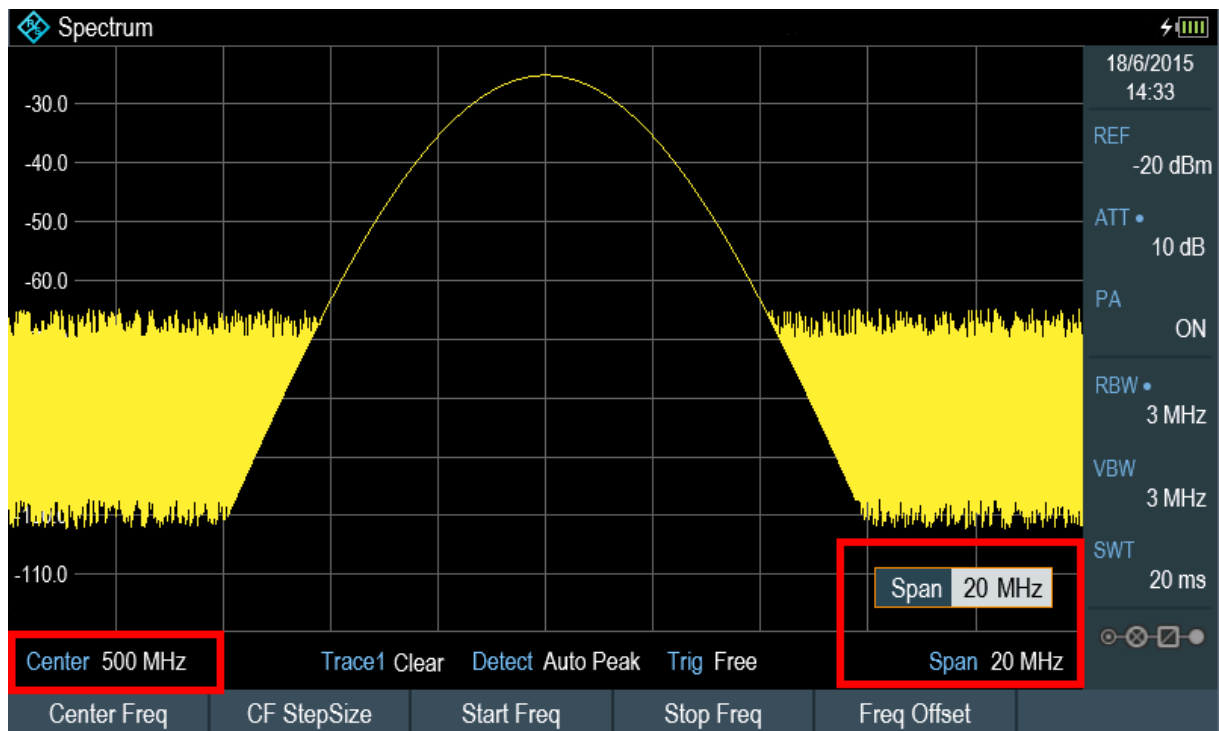 Spectrum
18/6/2015
14:33
-30.0
-40.0
-50.0
-60.0
-110.0
REF
-20 dBm
ATT •
10 dB
PA
ON
RBW •
3 MHz
VBW
3 MHz
SWT
20 ms
Span 20 MHz
Center 500 MHz Trace1 Clear Detect Auto Peak Trig Free Span 20 MHz
Center Freq CF StepSize Start Freq Stop Freq Freq Offset